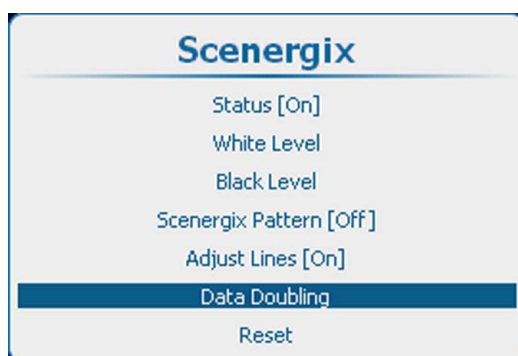 Scenergix
Status [On]
White Level
Black Level
Scenergix Pattern [Off]
Adjust Lines [On]
Data Doubling
Reset